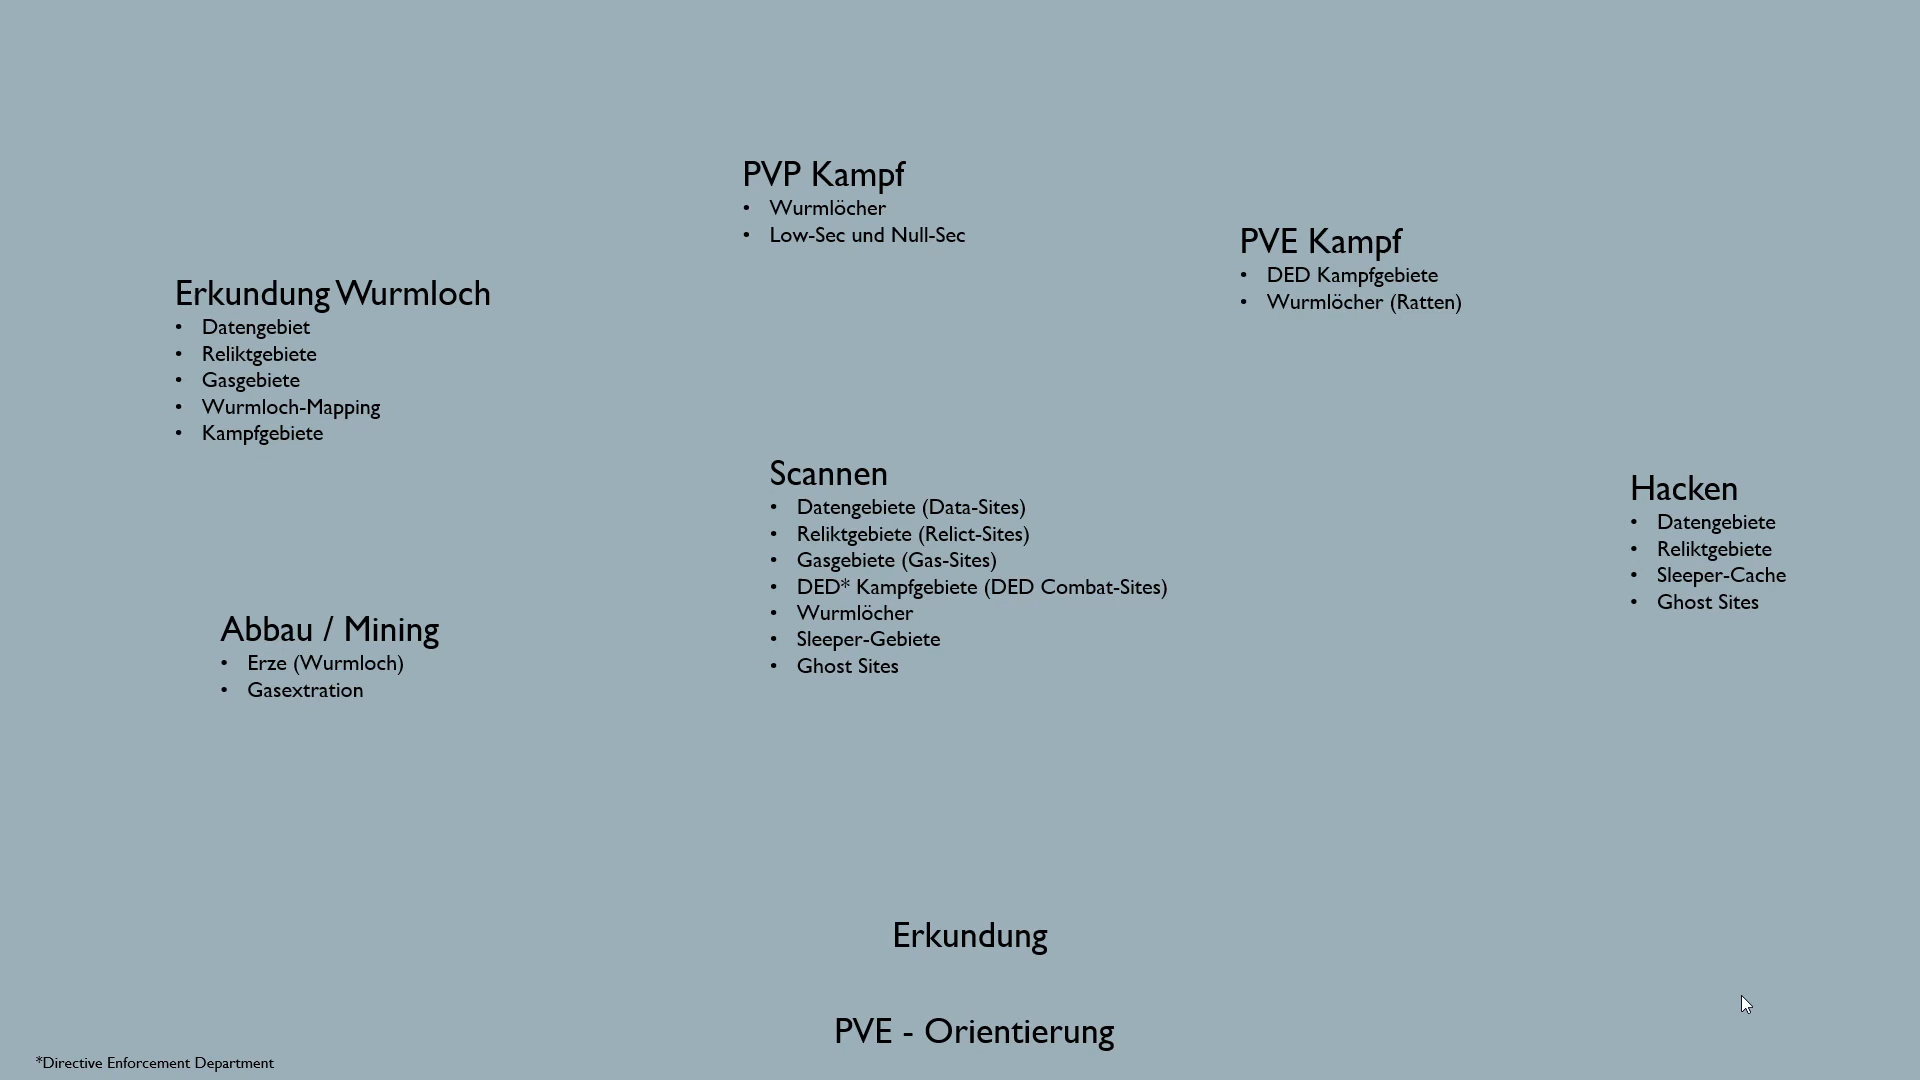 PVP Kampf
• Wurmlöcher
• Low-Sec und Null-Sec
PVE Kampf
• DED Kampfgebiete
• Wurmlöcher (Ratten)
Erkundung Wurmloch
• Datengebiet
• Reliktgebiete
• Gasgebiete
• Wurmloch-Mapping
• Kampfgebiete
Scannen
• Datengebiete (Data-Sites)
• Reliktgebiete (Relict-Sites)
• Gasgebiete (Gas-Sites)
• DED* Kampfgebiete (DED Combat-Sites)
• Wurmlöcher
• Sleeper-Gebiete
• Ghost Sites
Hacken
• Datengebiete
• Reliktgebiete
• Sleeper-Cache
• Ghost Sites
Abbau / Mining
• Erze (Wurmloch)
• Gasextration
Erkundung
PVE - Orientierung
*Directive Enforcement Department